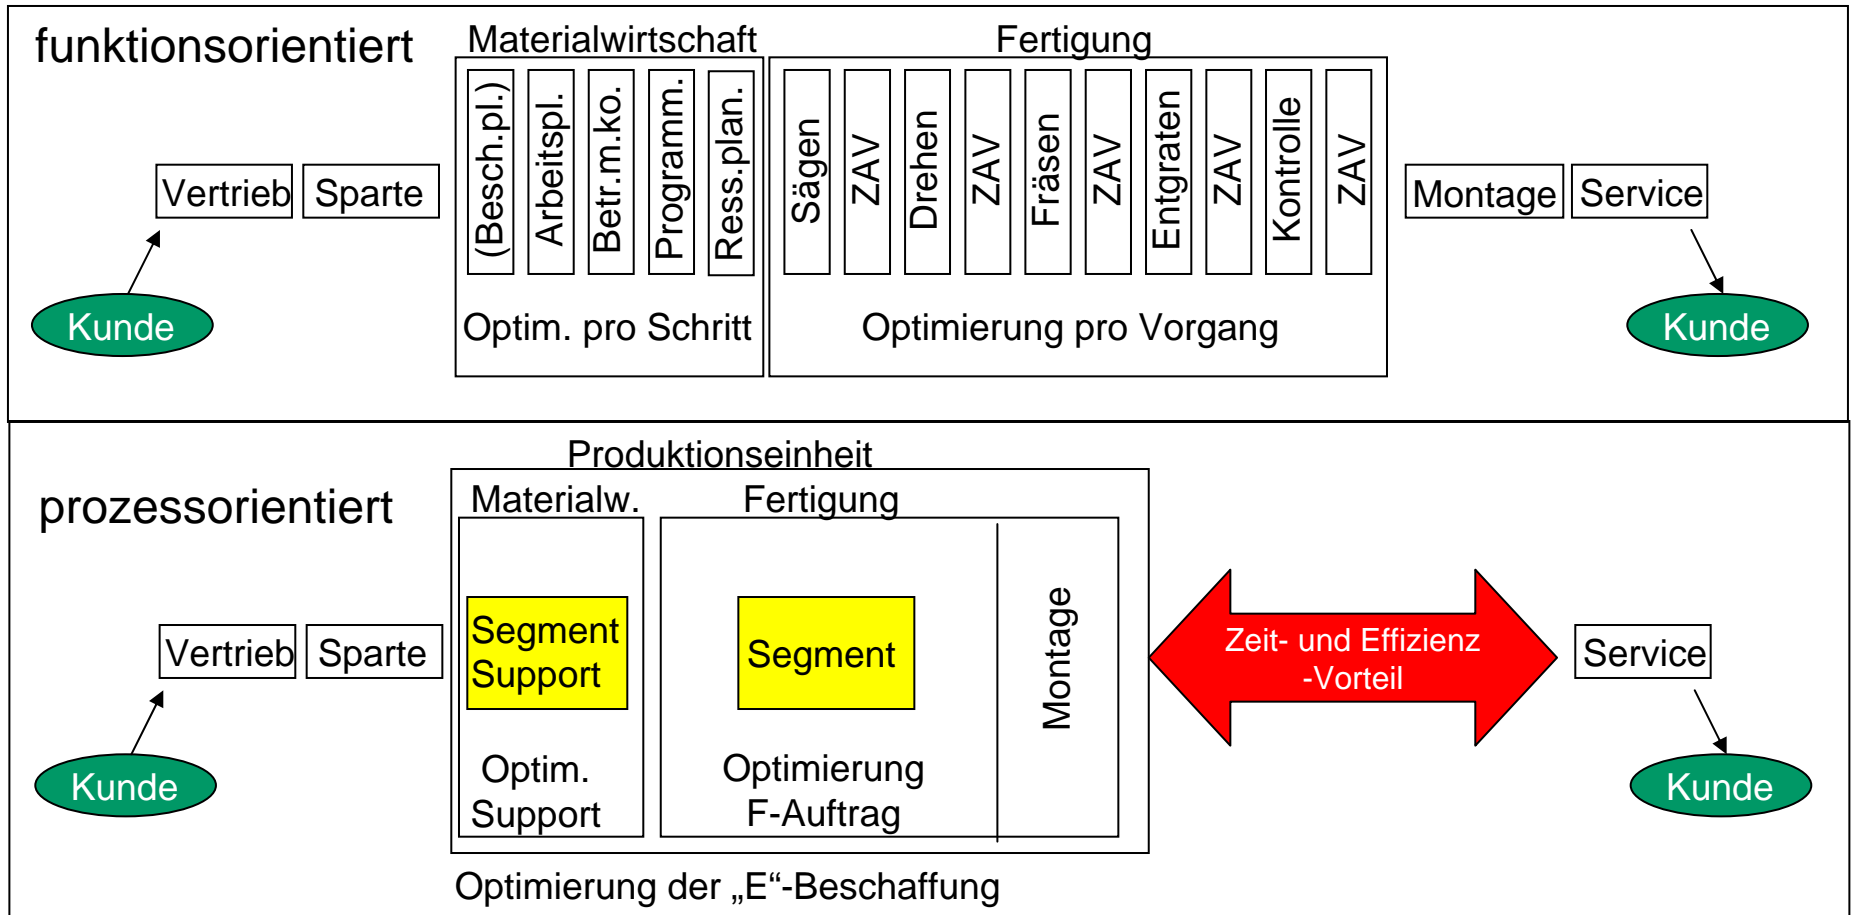 funktionsorientiert
Materialwirtschaft
Fertigung
Kunde
Vertrieb
Sparte
(Besch.pl.)
Arbeitspl.
Betr.m.ko.
Programm.
Ress.plan.
Optim. pro Schritt
Sägen
ZAV
Drehen
ZAV
Fräsen
ZAV
Entgraten
ZAV
Kontrolle
ZAV
Optimierung pro Vorgang
Montage
Service
Kunde
prozessorientiert
Produktionseinheit
Materialw.
Fertigung
Kunde
Vertrieb
Sparte
Segment
Support
Optim.
Support
Segment
Optimierung
F-Auftrag
Montage
Zeit- und Effizienz
-Vorteil
Service
Kunde
Optimierung der „E“-Beschaffung